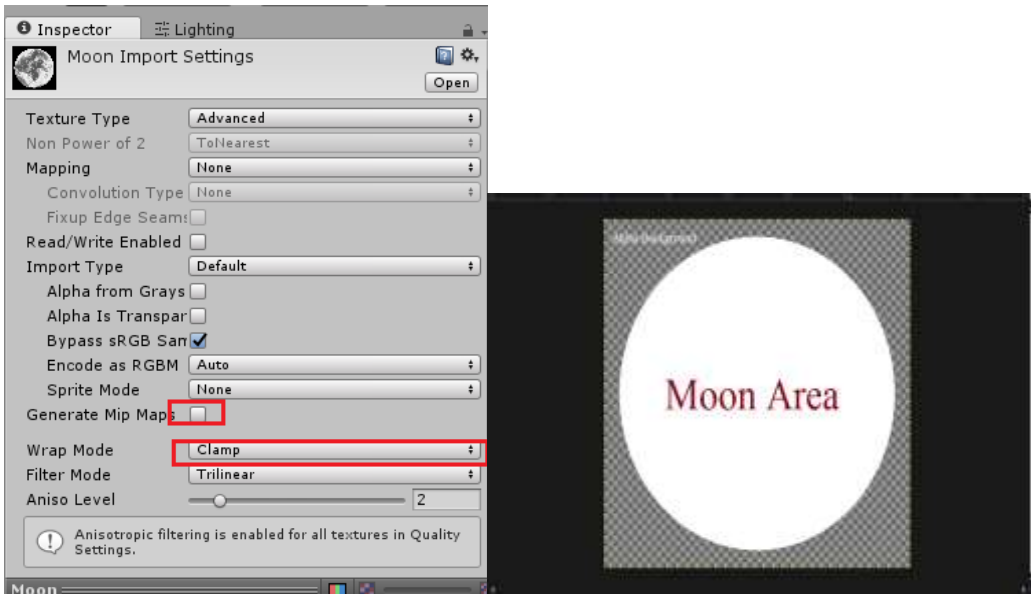 Inspector
Lighting
Moon Import Settings
Open
Texture Type Advanced
Non Power of 2 ToNearest
Mapping None
Convolution Type None
Fixup Edge Seams
Read/Write Enabled
Import Type Default
Alpha from Grays
Alpha Is Transpar
Bypass sRGB Sam
Encode as RGBM Auto
Sprite Mode None
Generate Mip Maps
Wrap Mode Clamp
Filter Mode Trilinear
Aniso Level 2
Anisotropic filtering is enabled for all textures in Quality
Settings.
Moon
Moon Area